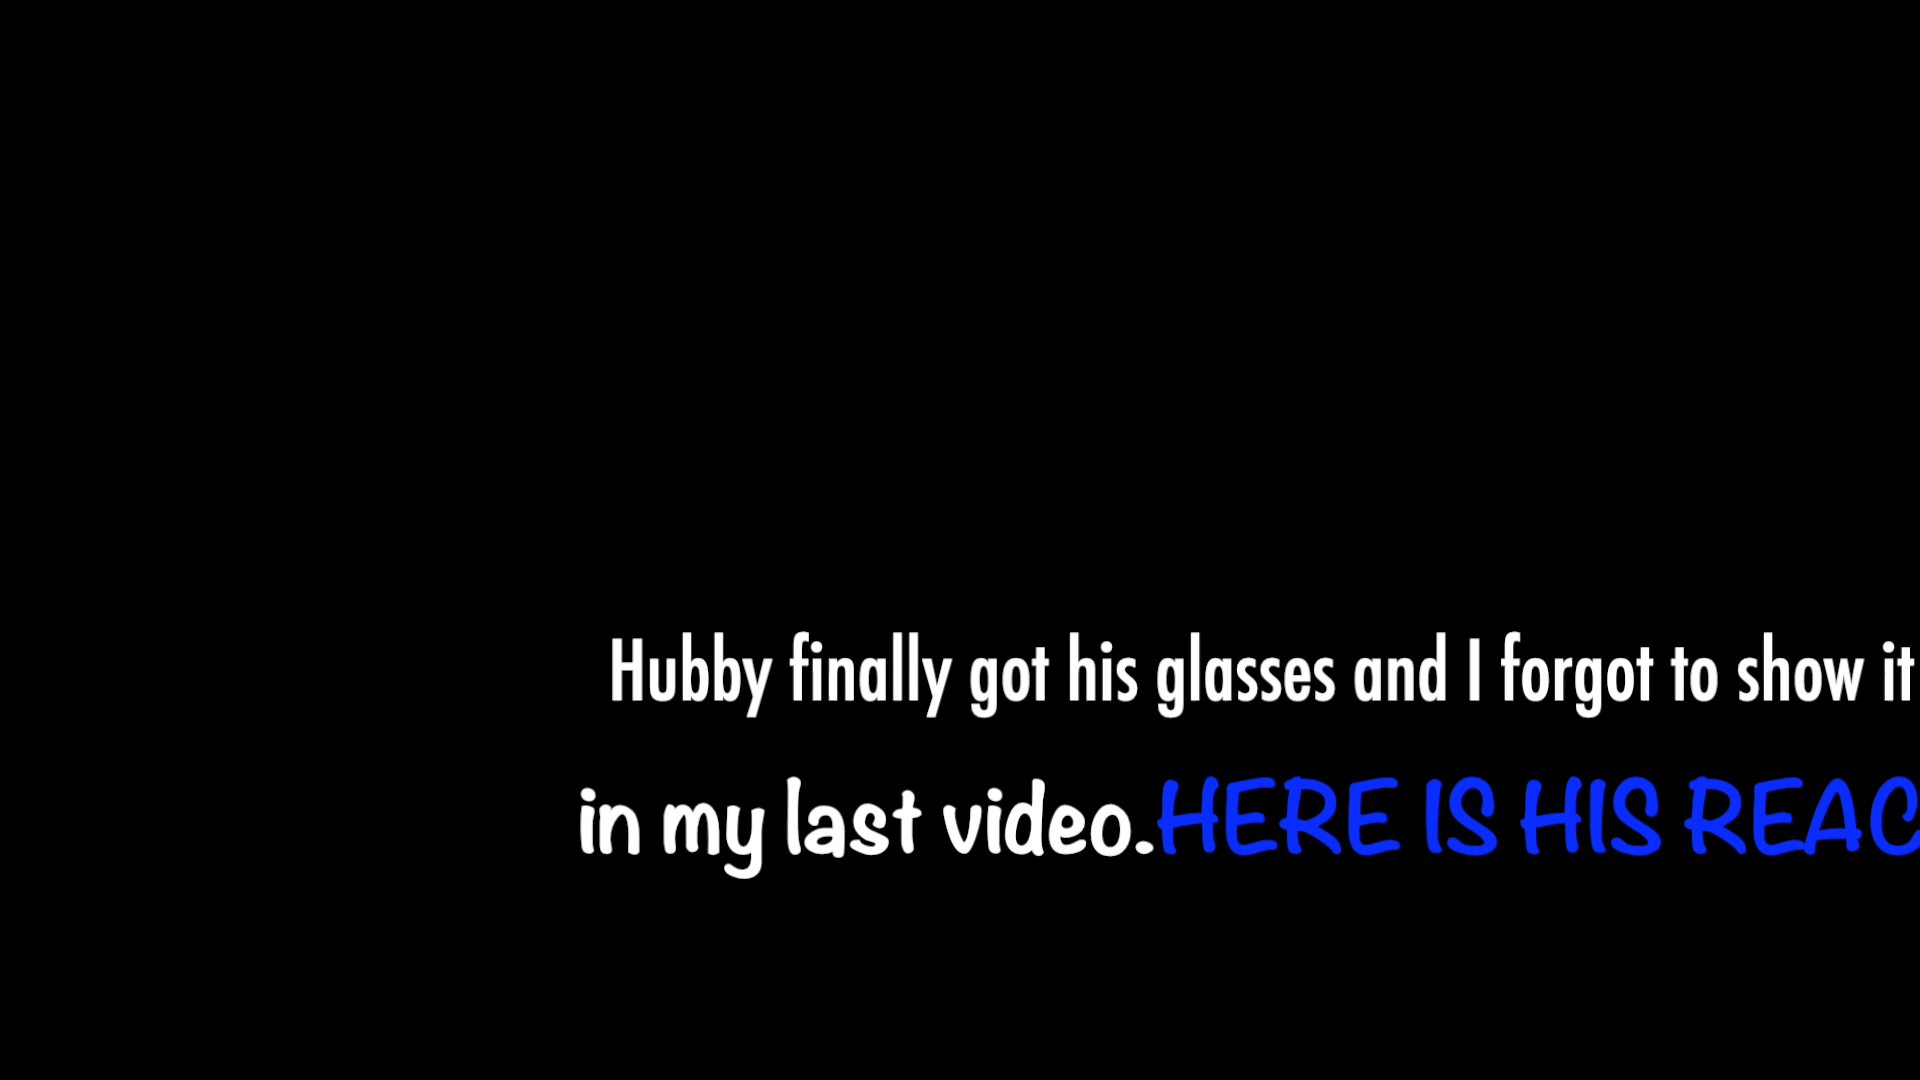 Hubby finally got his glasses and I forgot to show it
in my last video.HERE IS HIS REAC